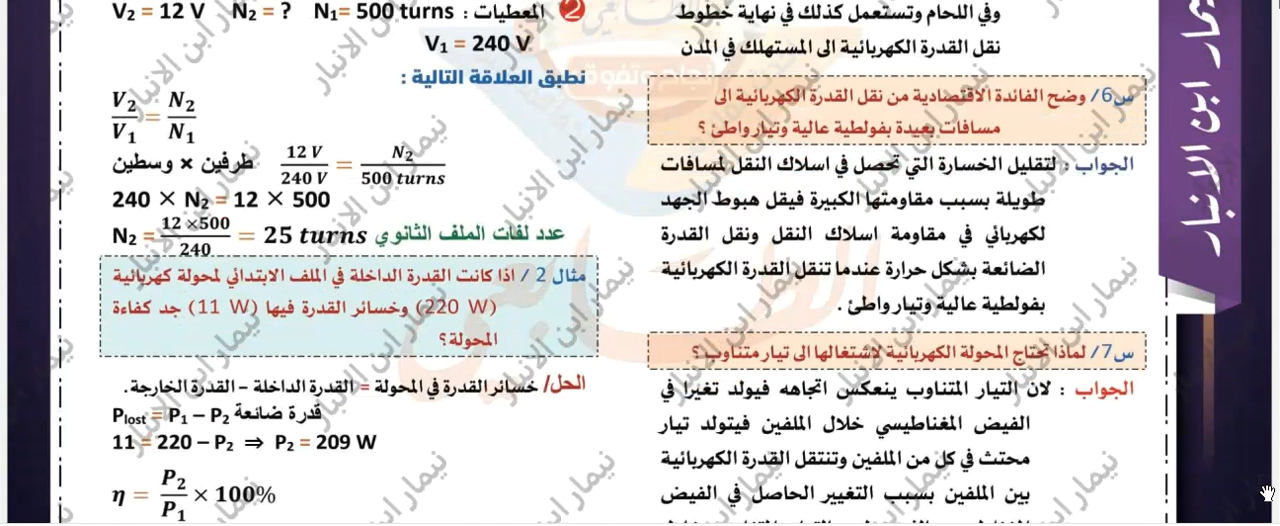 وفي اللحام وتستعمل كذلك في نهاية خطوط
نقل القدرة الكهربائية الى المستهلك في المدن
س6/ وضح الفائدة الاقتصادية من نقل القدرة الكهربائية الى
مسافات بعيدة بفولطية عالية وتيار واطئ ؟
الجواب : لتقليل الخسارة التي تحصل في اسلاك النقل لمسافات
طويلة بسبب مقاومتها الكبيرة فيقل هبوط الجهد
لكهربائي في مقاومة اسلاك النقل ونقل القدرة
الضائعة بشكل حرارة عندما تنقل القدرة الكهربائية
بفولطية عالية وتيار واطئ .
س7/ لماذا تحتاج المحولة الكهربائية لاشتغالها الى تيار متناوب ؟
الجواب : لان التيار المتناوب ينعكس اتجاهه فيولد تغيرا في
الفيض المغناطيسي خلال الملفين فيتولد تيار
محتث في كل من الملفين وتنتقل القدرة الكهربائية
بين الملفين بسبب التغيير الحاصل في الفيض
2 المعطيات : N₁= 500 turns N₂ = ? V₂ = 12 V
V₁ = 240 V
نطبق العلاقة التالية :
V₂/V₁ = N₂/N₁
12 V/240 V = N₂/500 turns طرفين × وسطين
240 × N₂ = 12 × 500
N₂ = 12 ×500/240 = 25 turns عدد لفات الملف الثانوي
مثال 2 / اذا كانت القدرة الداخلة في الملف الابتدائي لمحولة كهربائية
(220 W) وخسائر القدرة فيها (11 W) جد كفاءة
المحولة ؟
الحل/ خسائر القدرة في المحولة = القدرة الداخلة – القدرة الخارجة.
Plost = P₁ – P₂ قدرة ضائعة
11 = 220 – P₂ ⇒ P₂ = 209 W
η = P₂/P₁ × 100%
نيمار ابن الانبار